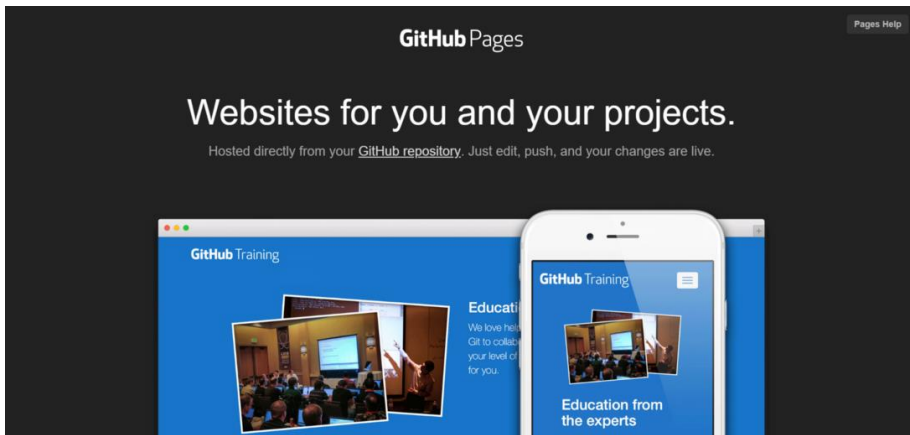 Pages Help
GitHub Pages
Websites for you and your projects.
Hosted directly from your GitHub repository. Just edit, push, and your changes are live.
GitHub Training
Educati
We love help
Git to collab
your level of
for you.
GitHub Training
Education from
the experts